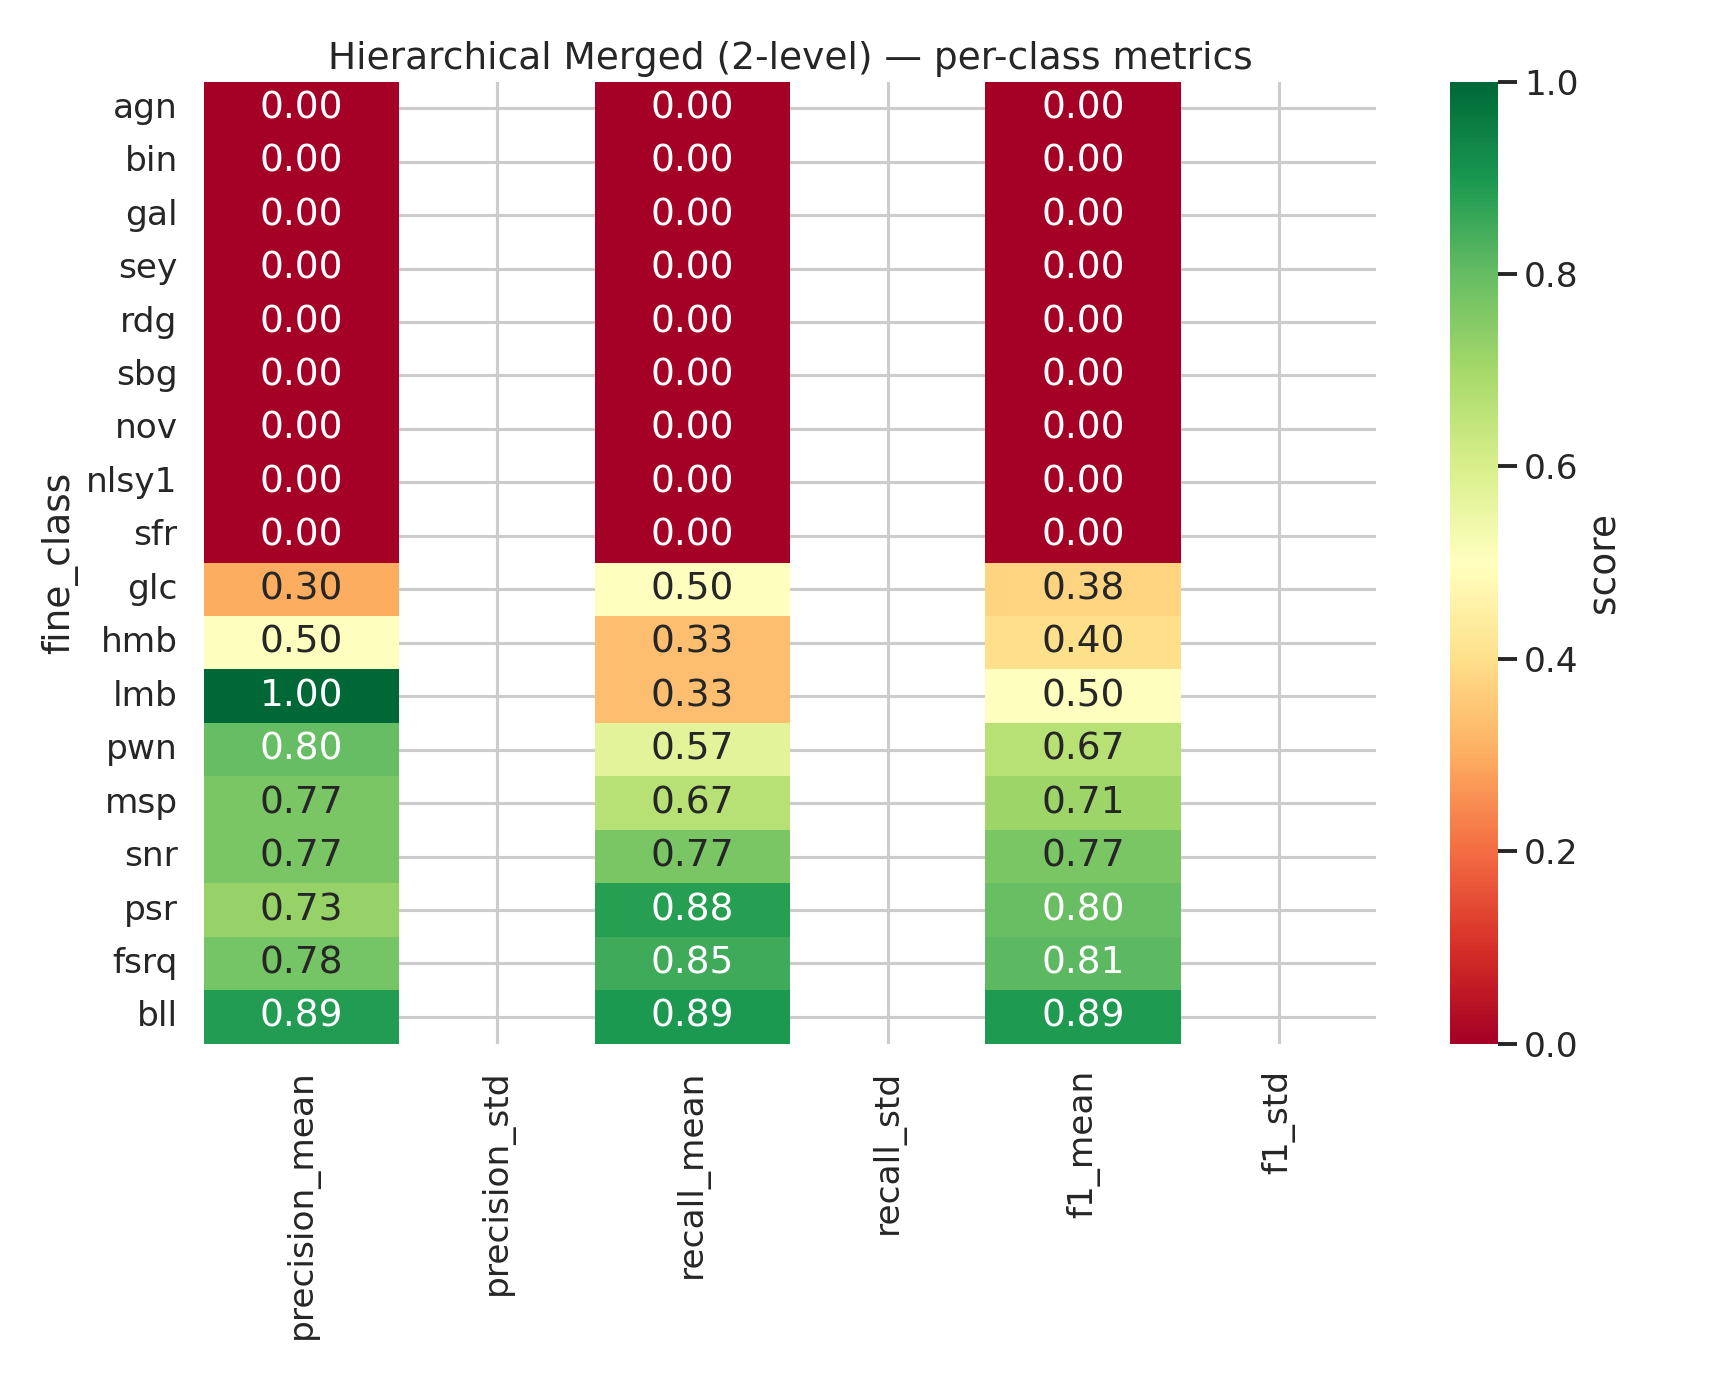 Hierarchical Merged (2-level) — per-class metrics
fine_class
agn 0.00 0.00 0.00
bin 0.00 0.00 0.00
gal 0.00 0.00 0.00
sey 0.00 0.00 0.00
rdg 0.00 0.00 0.00
sbg 0.00 0.00 0.00
nov 0.00 0.00 0.00
nlsy1 0.00 0.00 0.00
sfr 0.00 0.00 0.00
glc 0.30 0.50 0.38
hmb 0.50 0.33 0.40
lmb 1.00 0.33 0.50
pwn 0.80 0.57 0.67
msp 0.77 0.67 0.71
snr 0.77 0.77 0.77
psr 0.73 0.88 0.80
fsrq 0.78 0.85 0.81
bll 0.89 0.89 0.89
precision_mean
precision_std
recall_mean
recall_std
f1_mean
f1_std
1.0
0.8
0.6
0.4
0.2
0.0
score